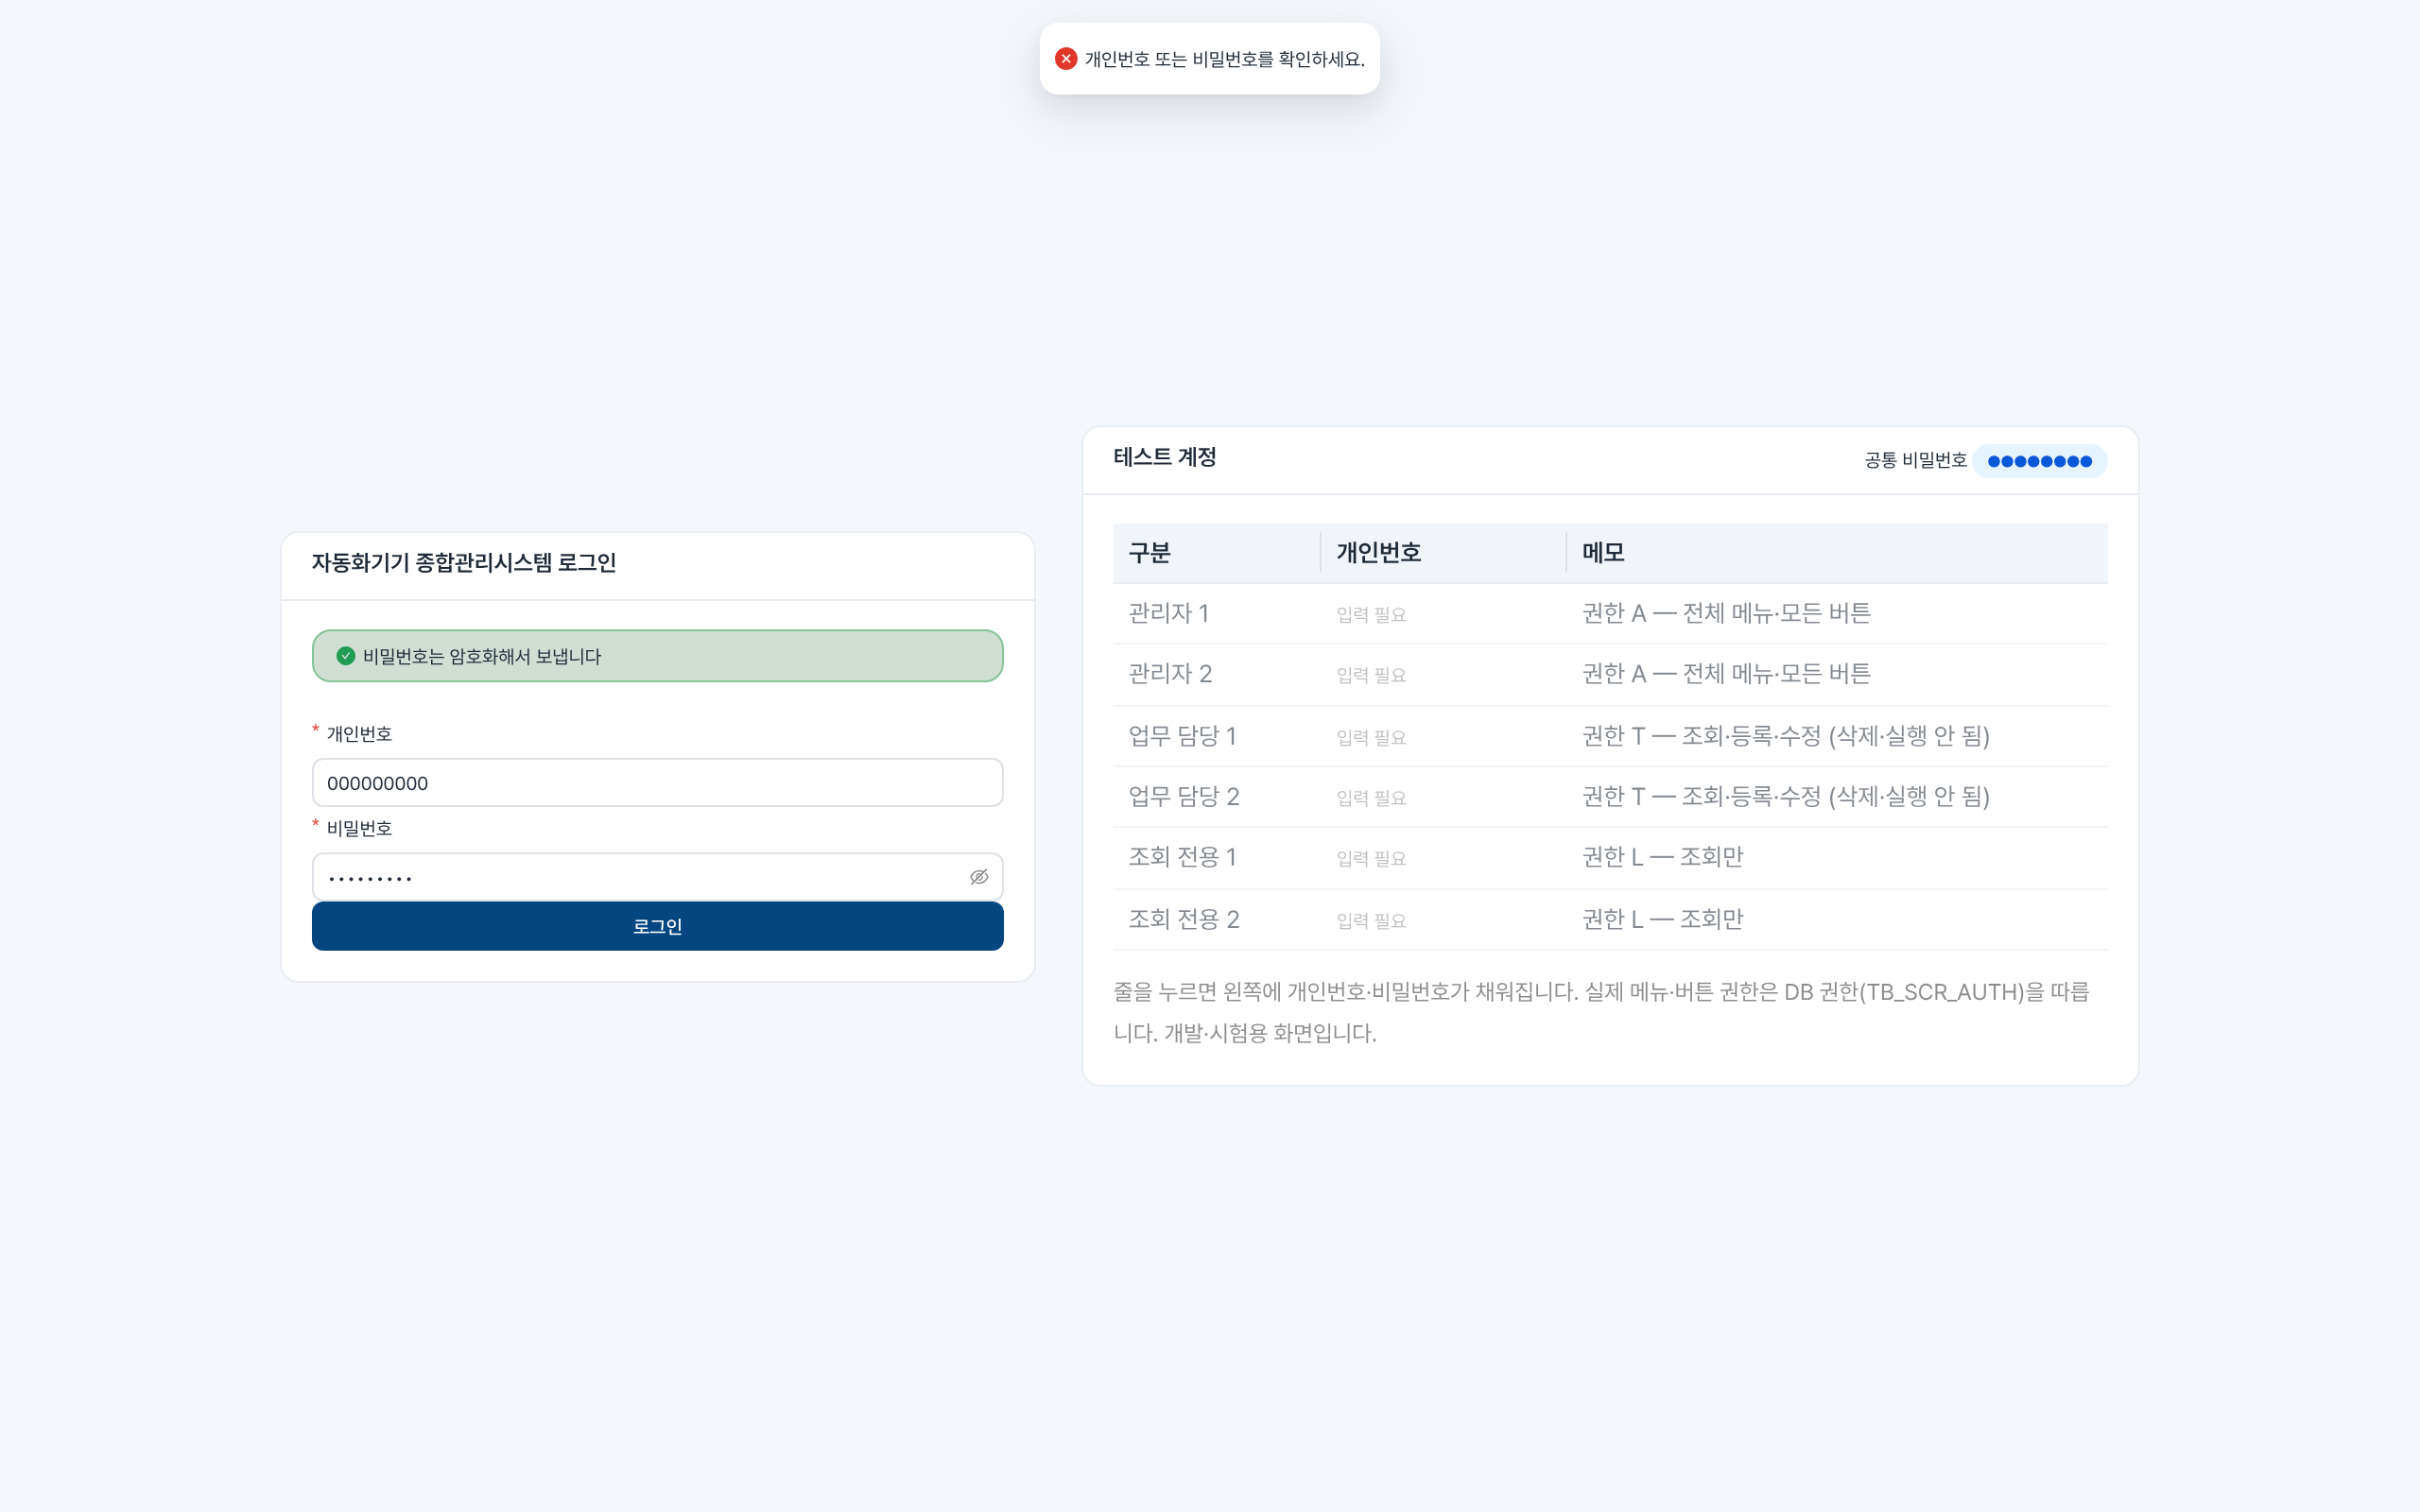 개인번호 또는 비밀번호를 확인하세요.
자동화기기 종합관리시스템 로그인
비밀번호는 암호화해서 보냅니다
* 개인번호
000000000
* 비밀번호
•••••••••
로그인
테스트 계정
공통 비밀번호 ●●●●●●●●
구분 개인번호 메모
관리자 1 입력 필요 권한 A — 전체 메뉴·모든 버튼
관리자 2 입력 필요 권한 A — 전체 메뉴·모든 버튼
업무 담당 1 입력 필요 권한 T — 조회·등록·수정 (삭제·실행 안 됨)
업무 담당 2 입력 필요 권한 T — 조회·등록·수정 (삭제·실행 안 됨)
조회 전용 1 입력 필요 권한 L — 조회만
조회 전용 2 입력 필요 권한 L — 조회만
줄을 누르면 왼쪽에 개인번호·비밀번호가 채워집니다. 실제 메뉴·버튼 권한은 DB 권한(TB_SCR_AUTH)을 따릅
니다. 개발·시험용 화면입니다.